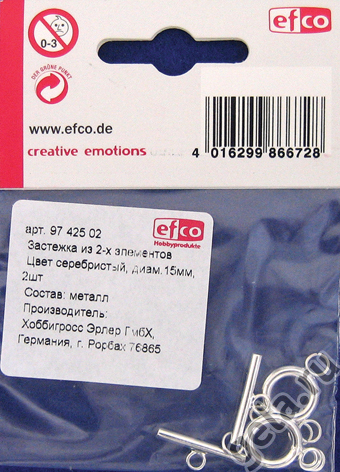 0-3
efco
DER GRÜNE PUNKT
www.efco.de
creative emotions
4 016299 866728
арт. 97 425 02
efco
Hobbyprodukte
Застежка из 2-х элементов
Цвет серебристый, диам.15мм,
2шт
Состав: металл
Производитель:
Хоббигросс Эрлер ГмбХ,
Германия, г. Рорбах 76865